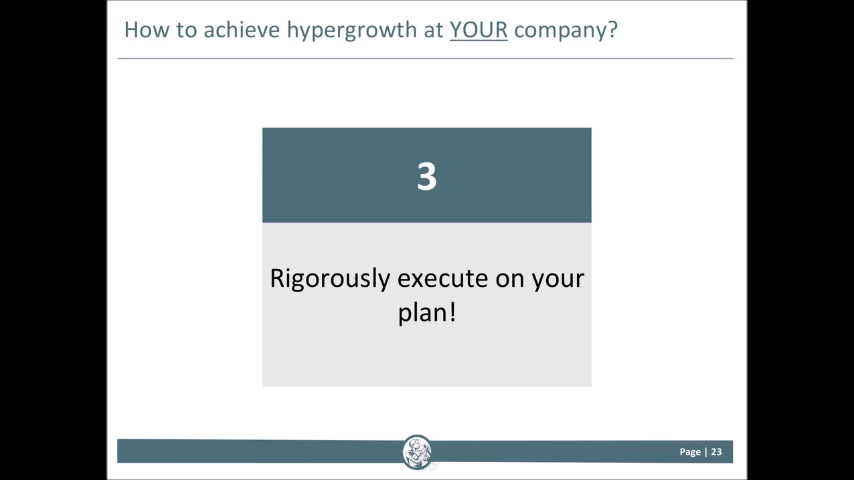 How to achieve hypergrowth at YOUR company?
3
Rigorously execute on your
plan!
Page | 23